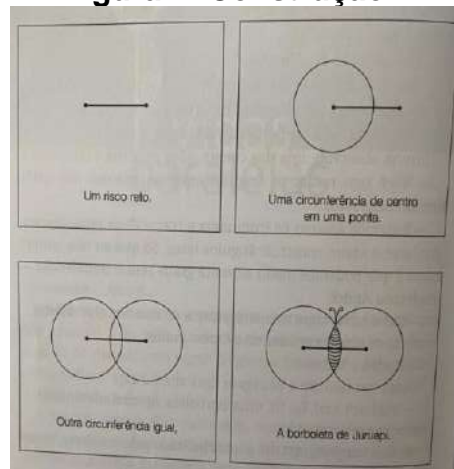 Um risco reto.
Uma circunferência de centro
em uma ponta.
Outra circunferência igual,
A borboleta de Juruapi.